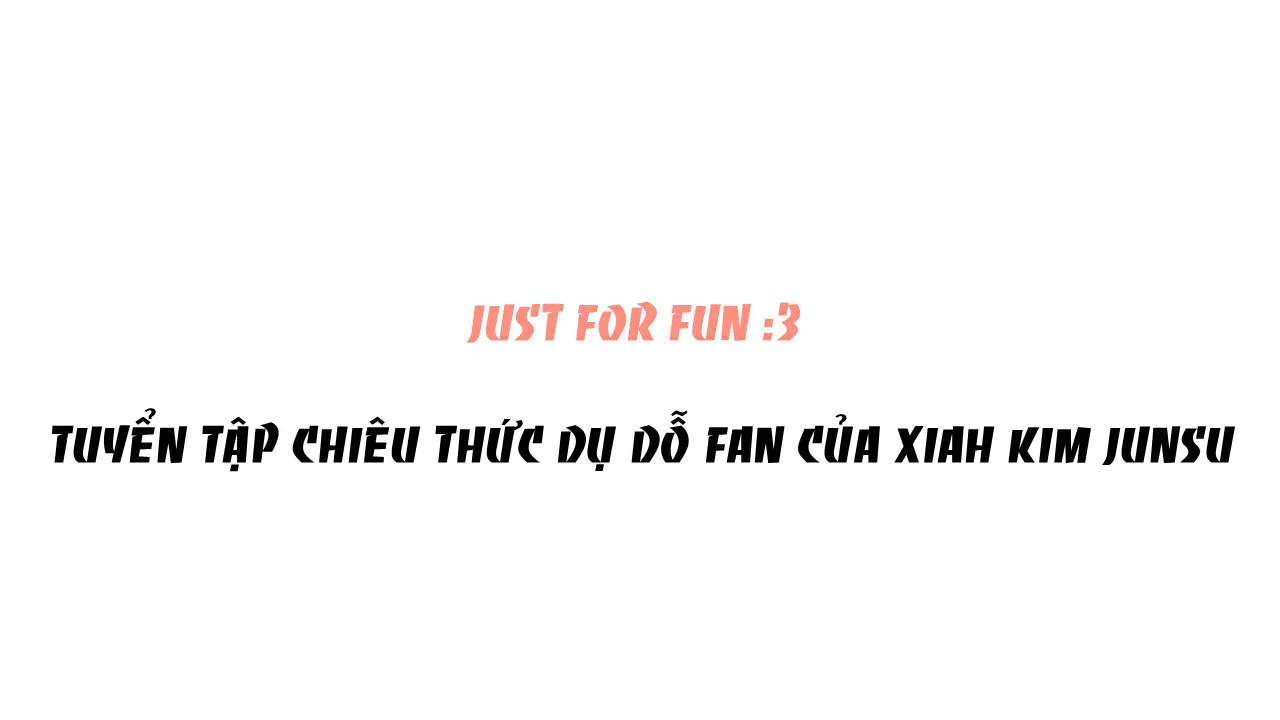 JUST FOR FUN :3
TUYỂN TẬP CHIÊU THỨC DỤ DỖ FAN CỦA XIAH KIM JUNSU